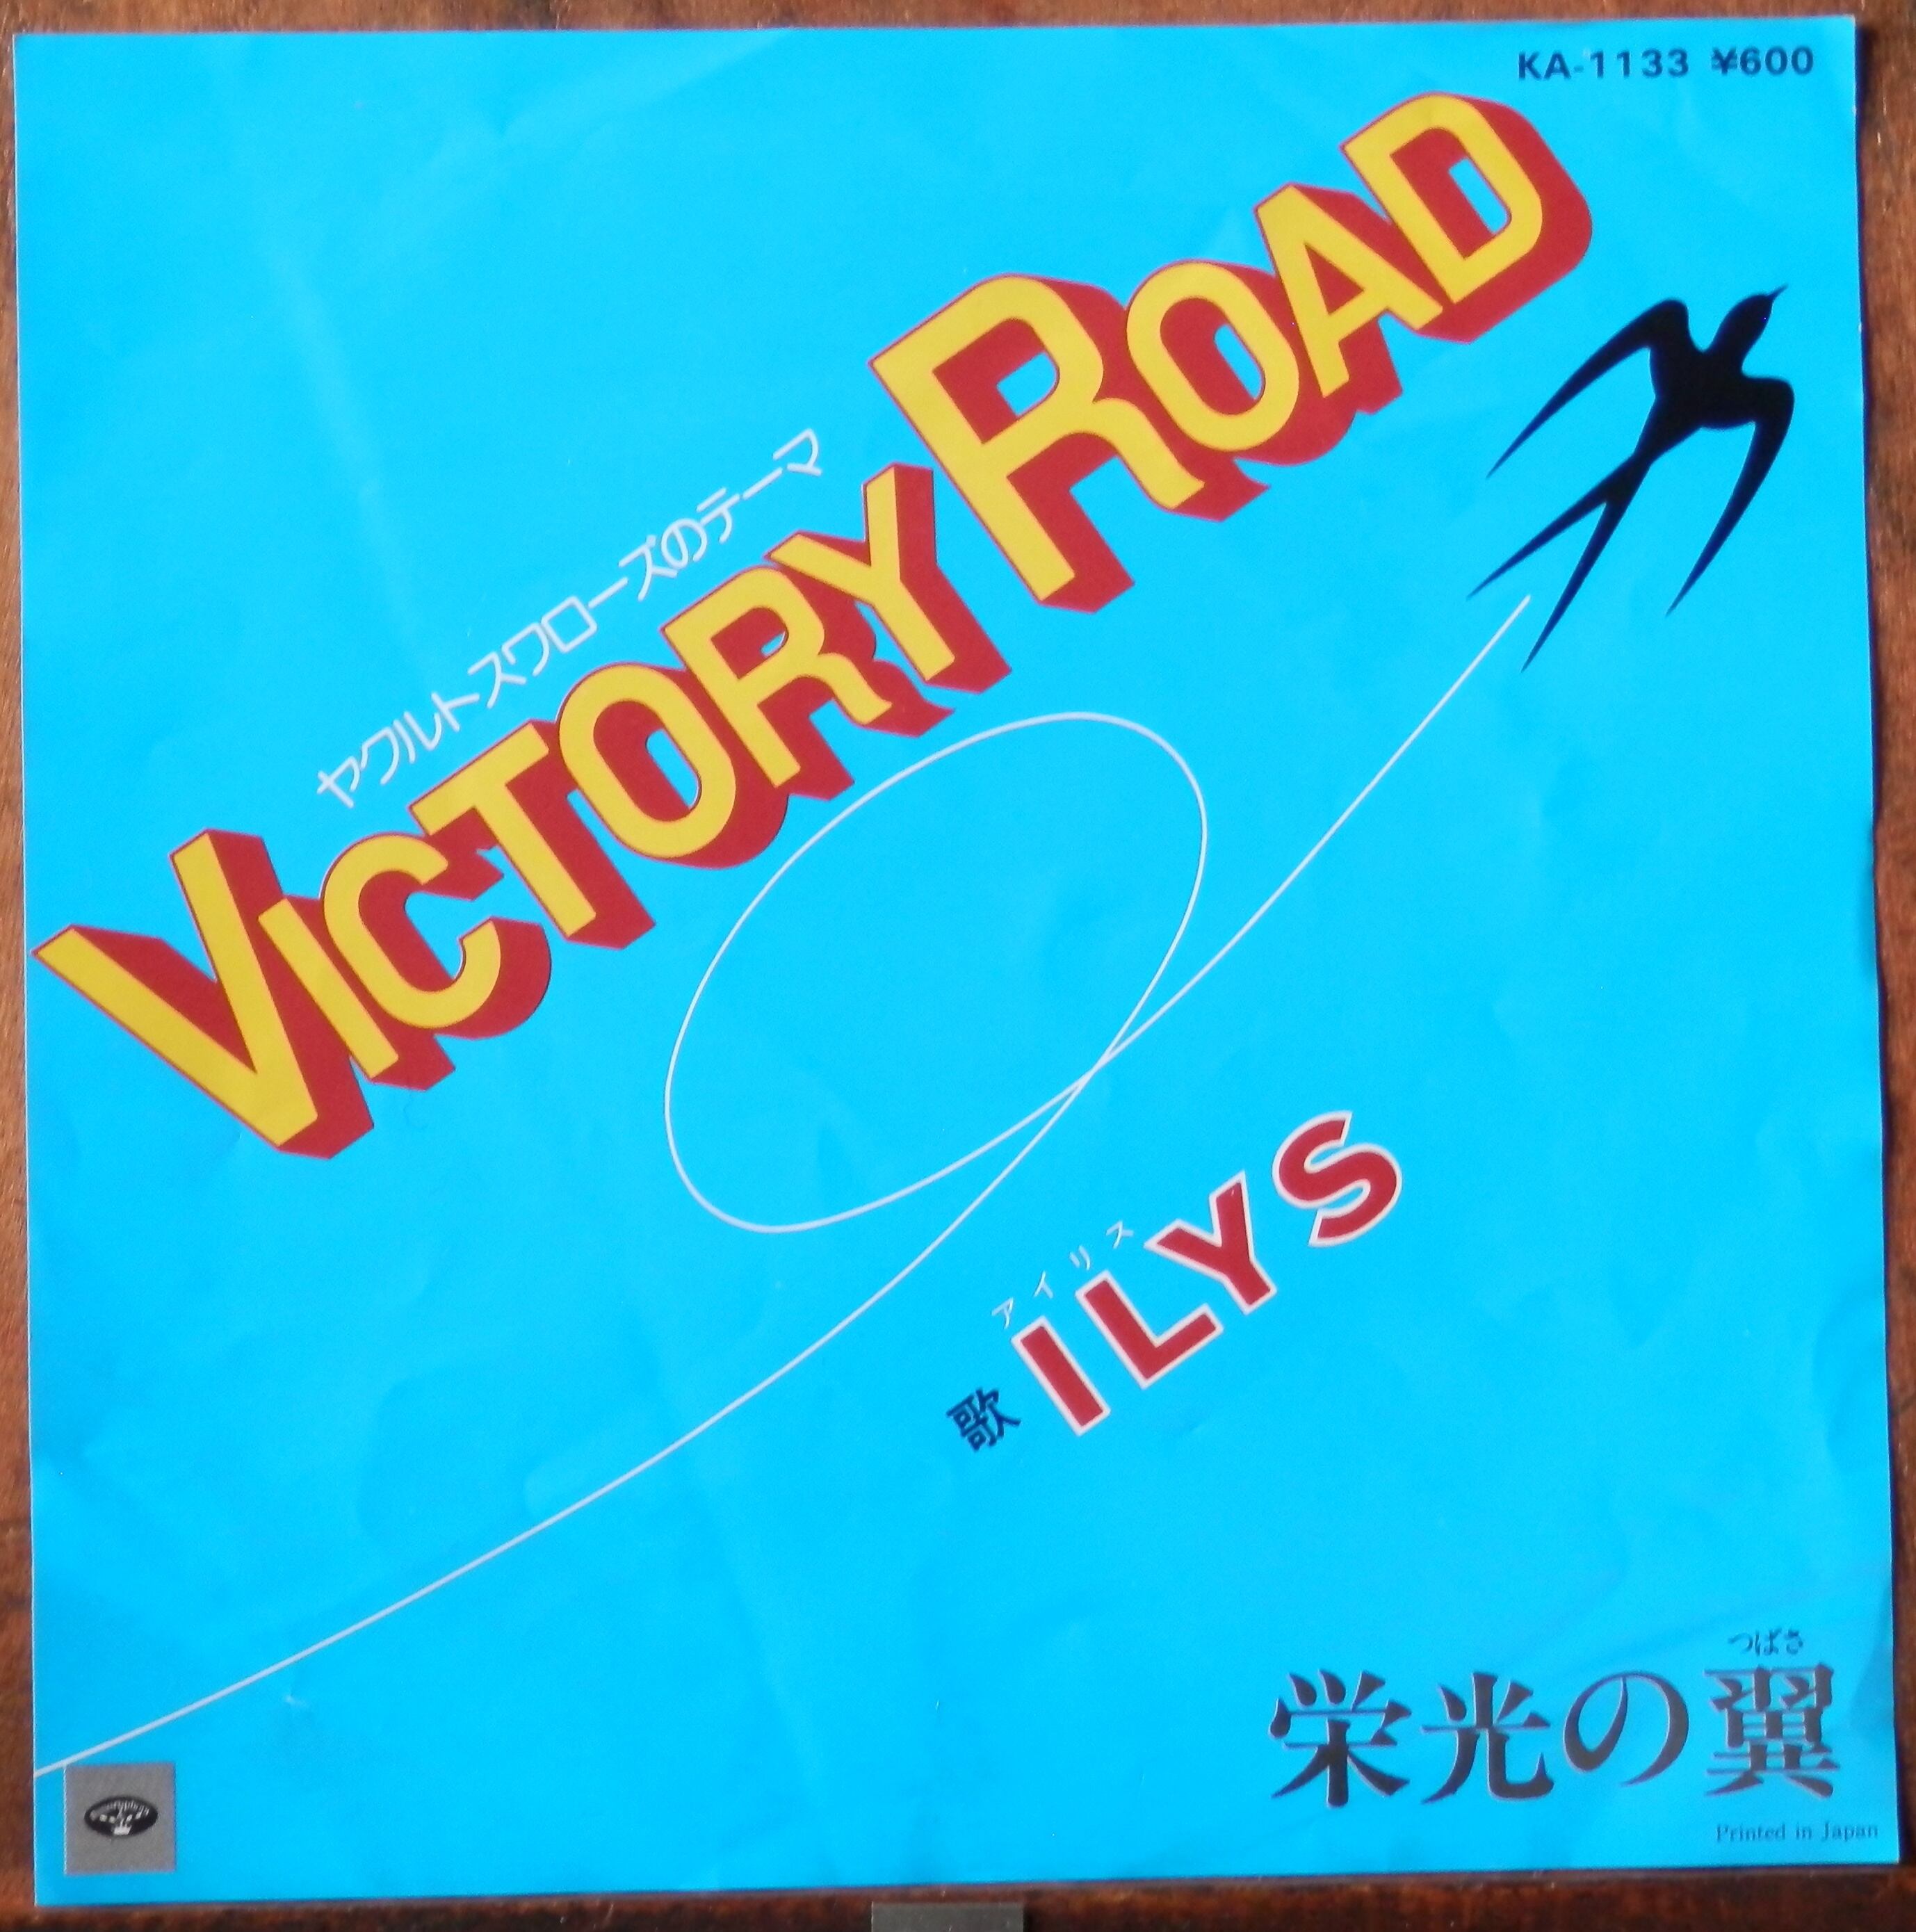 KA-1133 ¥600
ヤクルトスワローズのテーマ
VICTORY ROAD
アイリス
歌 ILYS
つばさ
栄光の翼
Printed in Japan